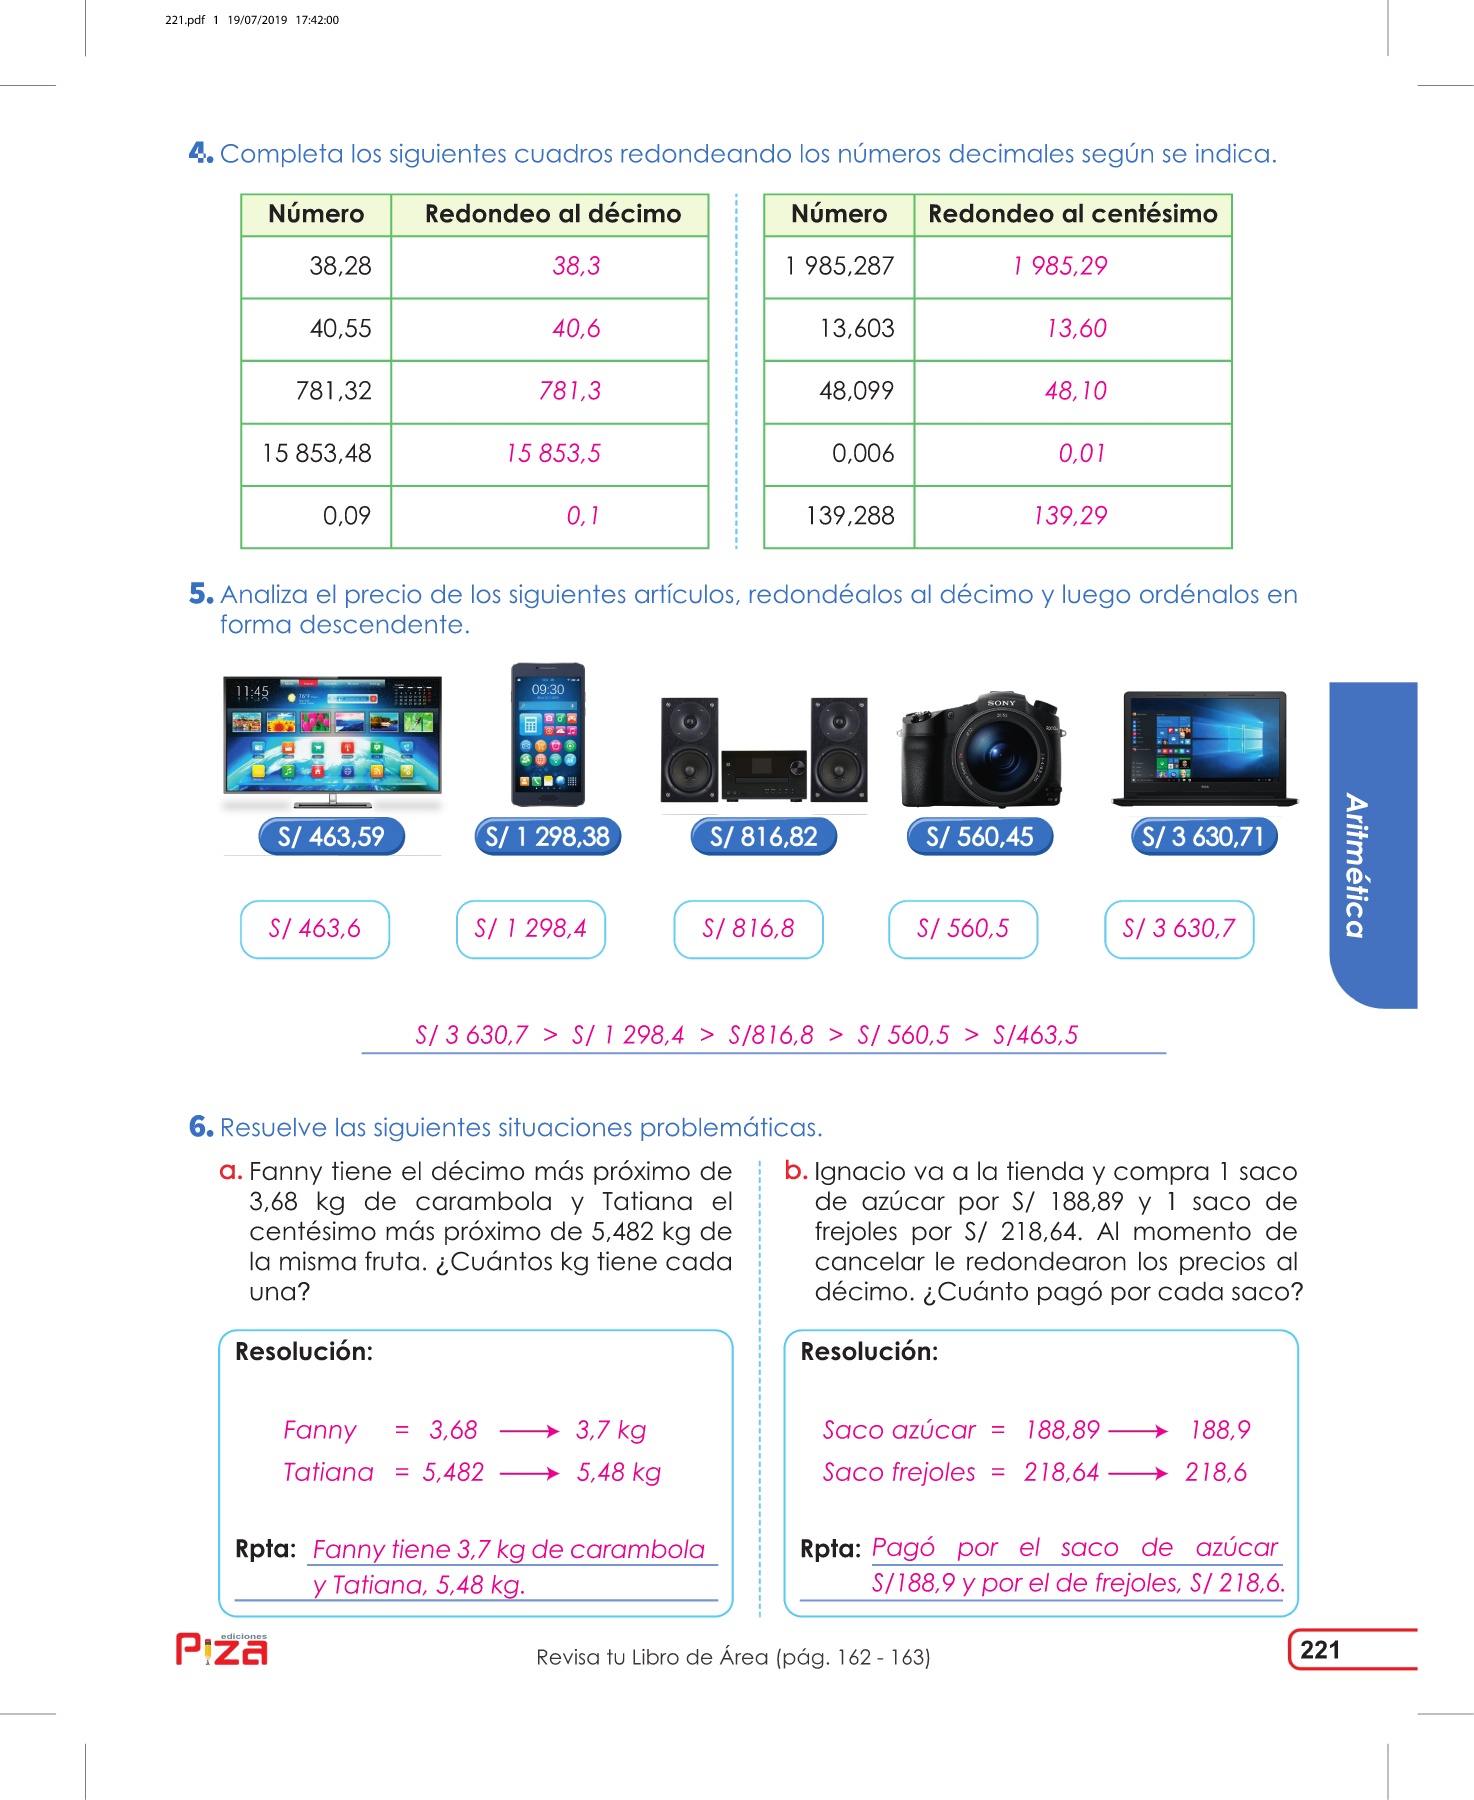 221.pdf 1 19/07/2019 17:42:00
4. Completa los siguientes cuadros redondeando los números decimales según se indica.
Número Redondeo al décimo
38,28 38,3
40,55 40,6
781,32 781,3
15 853,48 15 853,5
0,09 0,1
Número Redondeo al centésimo
1 985,287 1 985,29
13,603 13,60
48,099 48,10
0,006 0,01
139,288 139,29
5. Analiza el precio de los siguientes artículos, redondéalos al décimo y luego ordénalos en
forma descendente.
11:45
09:30
SONY
S/ 463,59 S/ 1 298,38 S/ 816,82 S/ 560,45 S/ 3 630,71
S/ 463,6 S/ 1 298,4 S/ 816,8 S/ 560,5 S/ 3 630,7
S/ 3 630,7 > S/ 1 298,4 > S/816,8 > S/ 560,5 > S/463,5
Aritmética
6. Resuelve las siguientes situaciones problemáticas.
a. Fanny tiene el décimo más próximo de
3,68 kg de carambola y Tatiana el
centésimo más próximo de 5,482 kg de
la misma fruta. ¿Cuántos kg tiene cada
una?
Resolución:
Fanny = 3,68 → 3,7 kg
Tatiana = 5,482 → 5,48 kg
Rpta: Fanny tiene 3,7 kg de carambola
y Tatiana, 5,48 kg.
b. Ignacio va a la tienda y compra 1 saco
de azúcar por S/ 188,89 y 1 saco de
frejoles por S/ 218,64. Al momento de
cancelar le redondearon los precios al
décimo. ¿Cuánto pagó por cada saco?
Resolución:
Saco azúcar = 188,89 → 188,9
Saco frejoles = 218,64 → 218,6
Rpta: Pagó por el saco de azúcar
S/188,9 y por el de frejoles, S/ 218,6.
ediciones
Piza
Revisa tu Libro de Área (pág. 162 - 163)
221